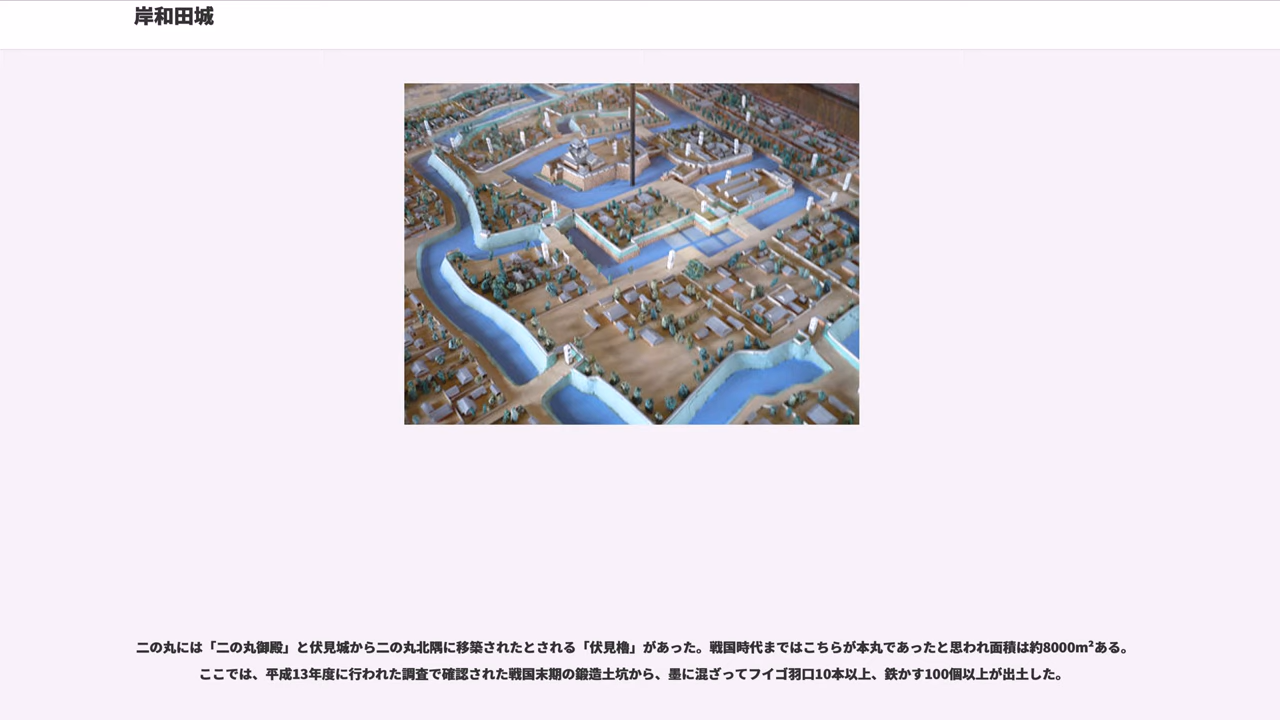 岸和田城
二の丸には「二の丸御殿」と伏見城から二の丸北隅に移築されたとされる「伏見櫓」があった。戦国時代まではこちらが本丸であったと思われ面積は約8000m²ある。
ここでは、平成13年度に行われた調査で確認された戦国末期の鍛造土坑から、墨に混ざってフイゴ羽口10本以上、鉄かす100個以上が出土した。